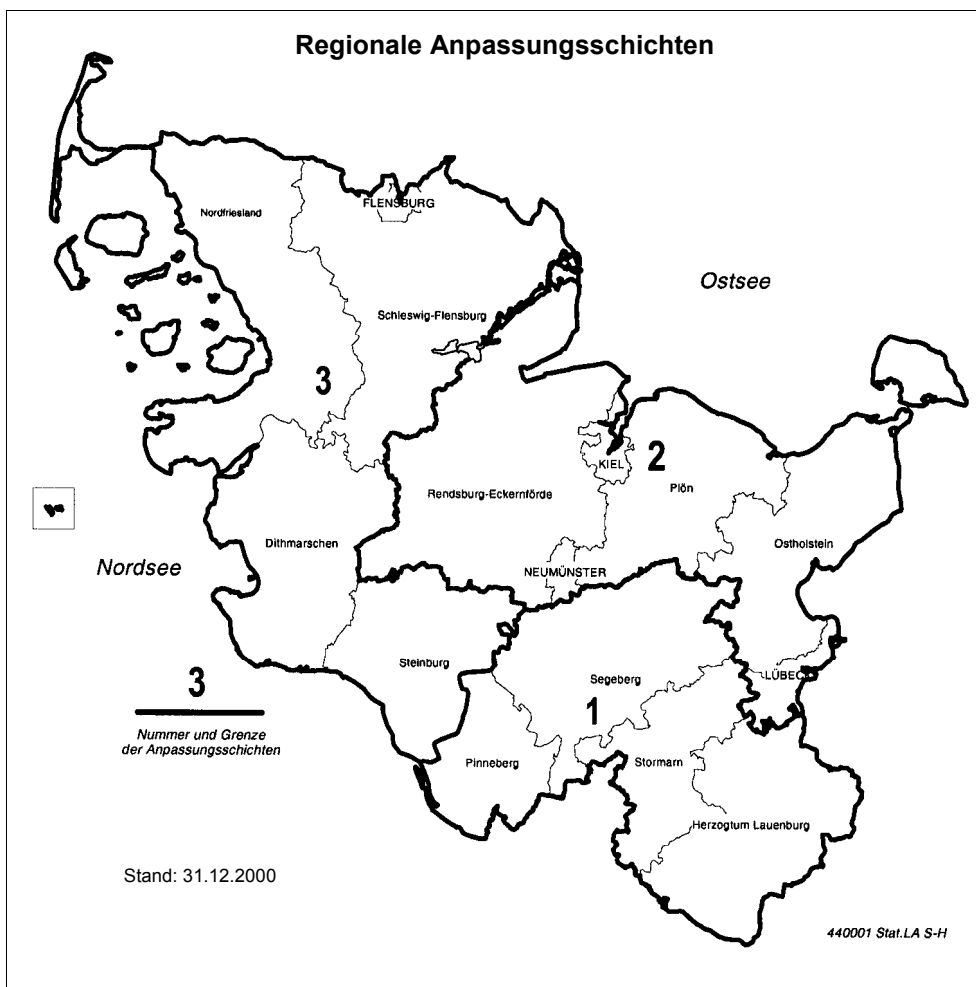 Regionale Anpassungsschichten
FLENSBURG
Nordfriesland
Ostsee
Schleswig-Flensburg
3
2
KIEL
Plön
Rendsburg-Eckernförde
Dithmarschen
Ostholstein
Nordsee
NEUMÜNSTER
Steinburg
LÜBECK
Segeberg
3
1
Nummer und Grenze
der Anpassungsschichten
Pinneberg
Stormarn
Herzogtum Lauenburg
Stand: 31.12.2000
440001 Stat.LA S-H